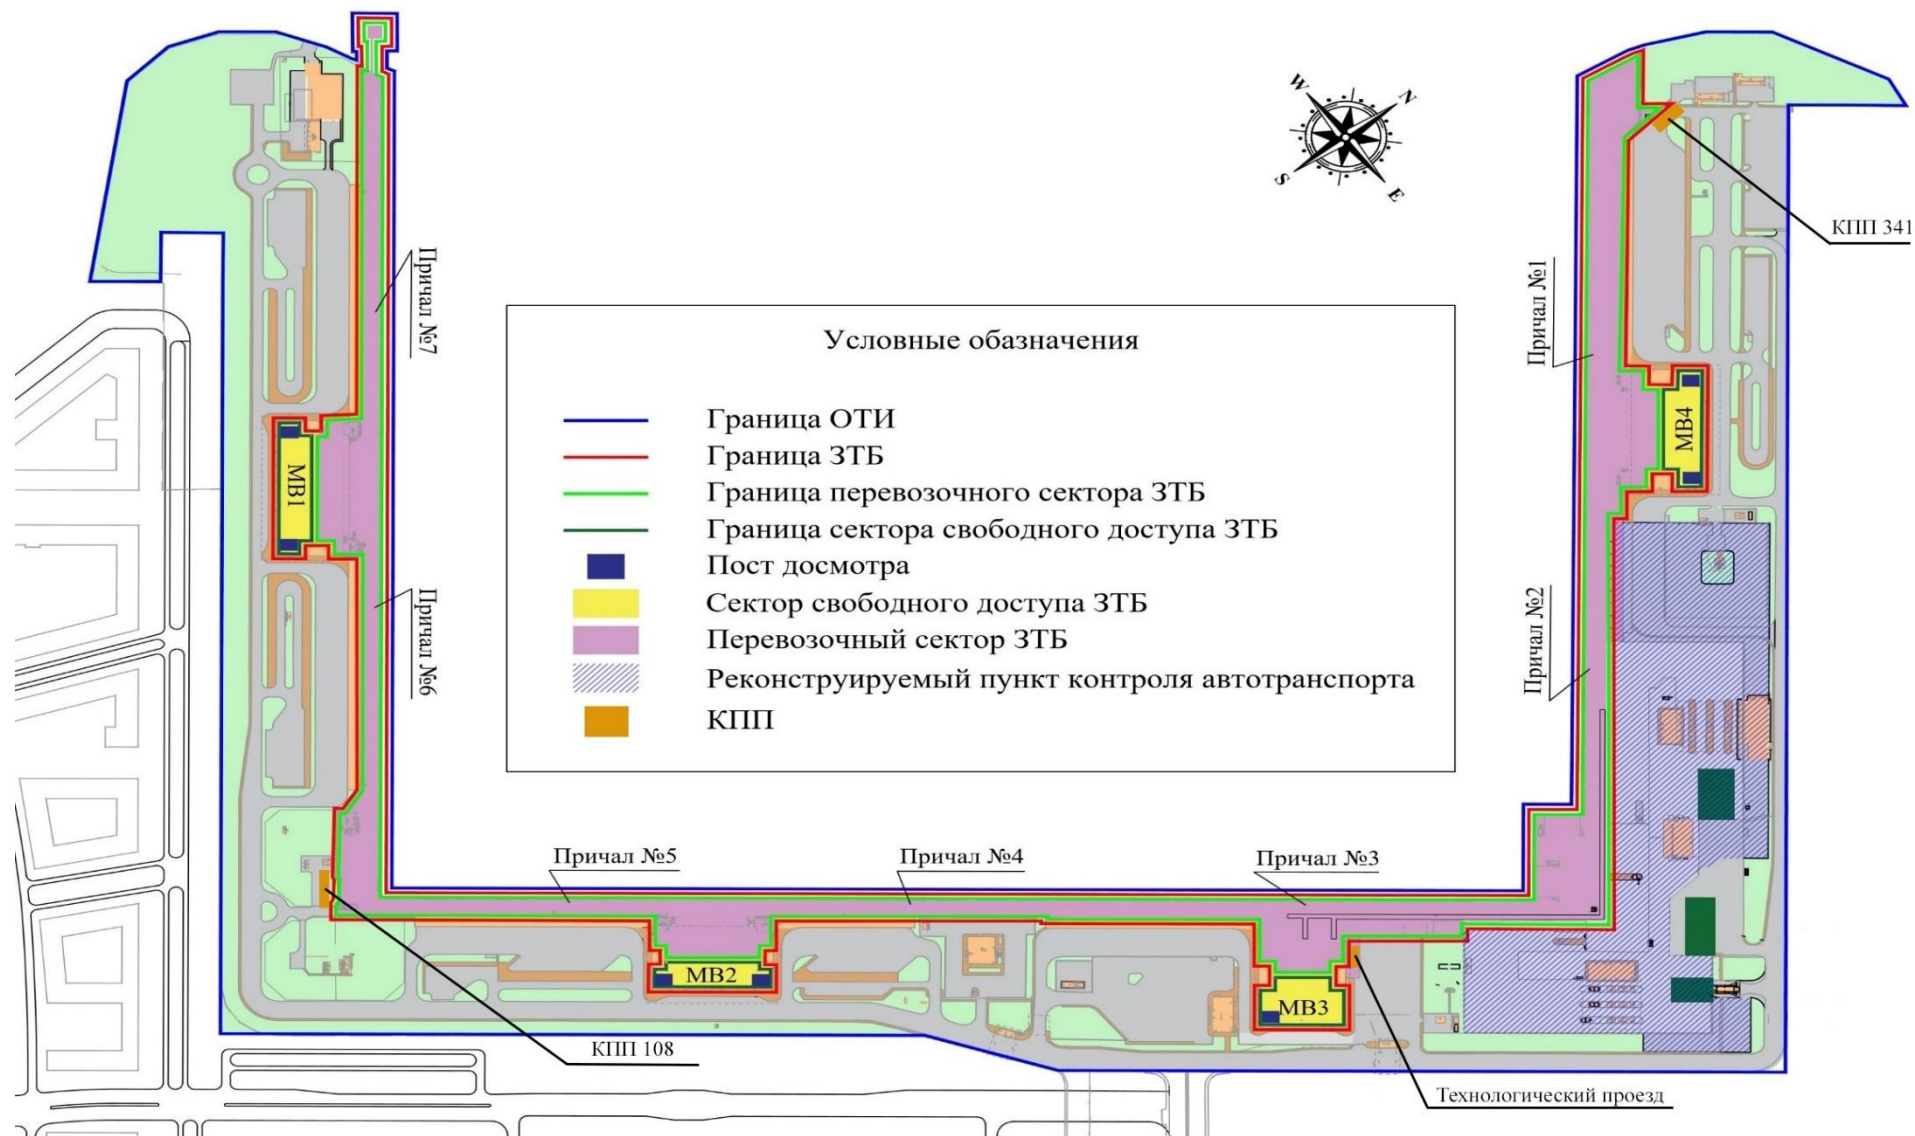 W
N
S
E
КПП 341
Причал №7
Причал №1
Условные обазначения
Граница ОТИ
Граница ЗТБ
Граница перевозочного сектора ЗТБ
Граница сектора свободного доступа ЗТБ
Пост досмотра
Сектор свободного доступа ЗТБ
Перевозочный сектор ЗТБ
Реконструируемый пункт контроля автотранспорта
КПП
МВ1
МВ4
Причал №6
Причал №2
Причал №5
Причал №4
Причал №3
МВ2
МВ3
КПП 108
Технологический проезд